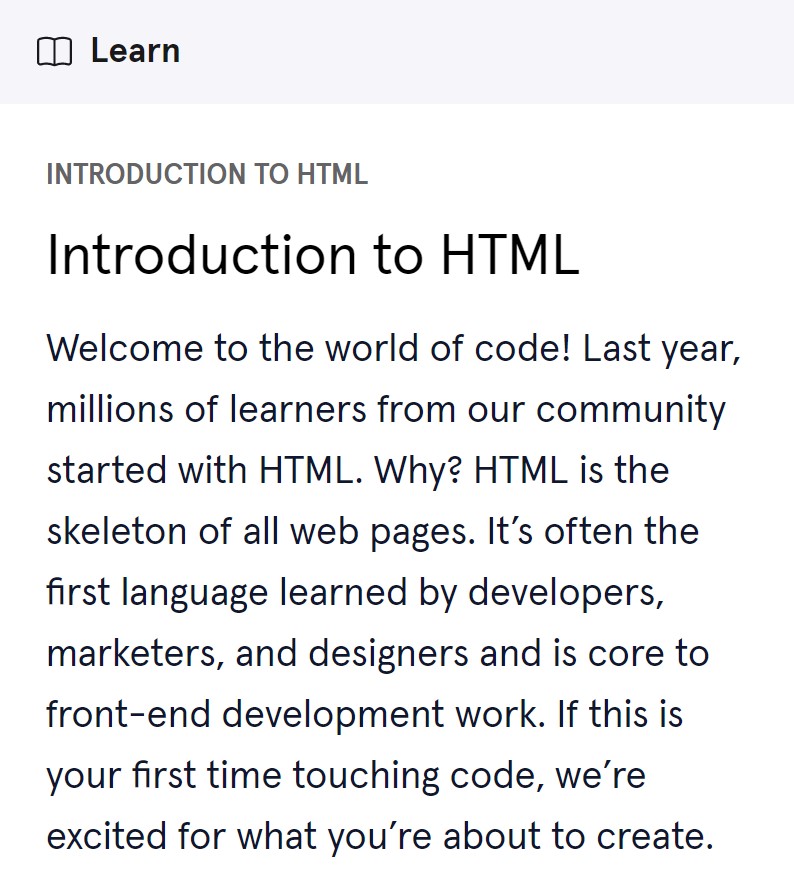 Learn
INTRODUCTION TO HTML
Introduction to HTML
Welcome to the world of code! Last year,
millions of learners from our community
started with HTML. Why? HTML is the
skeleton of all web pages. It’s often the
first language learned by developers,
marketers, and designers and is core to
front-end development work. If this is
your first time touching code, we’re
excited for what you’re about to create.